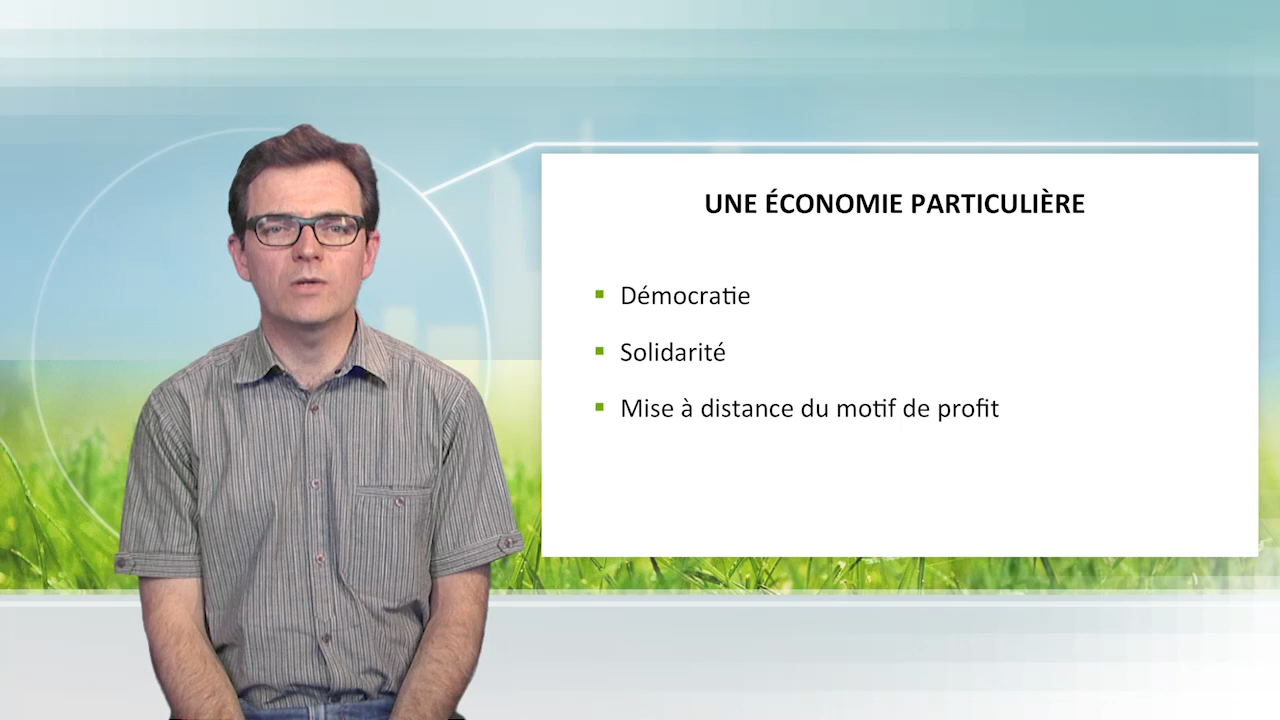 UNE ÉCONOMIE PARTICULIÈRE
Démocratie
Solidarité
Mise à distance du motif de profit